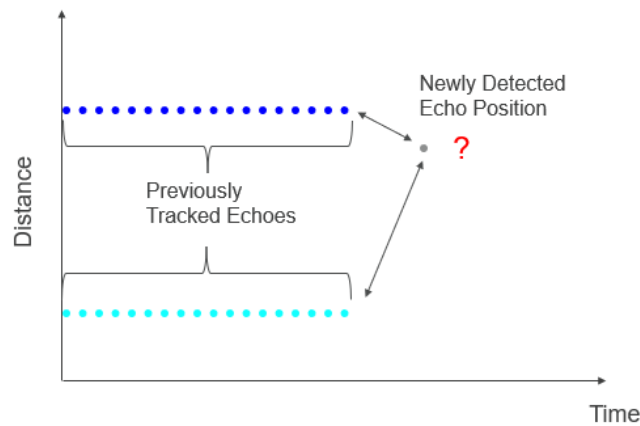 Newly Detected
Echo Position
?
Previously
Tracked Echoes
Distance
Time